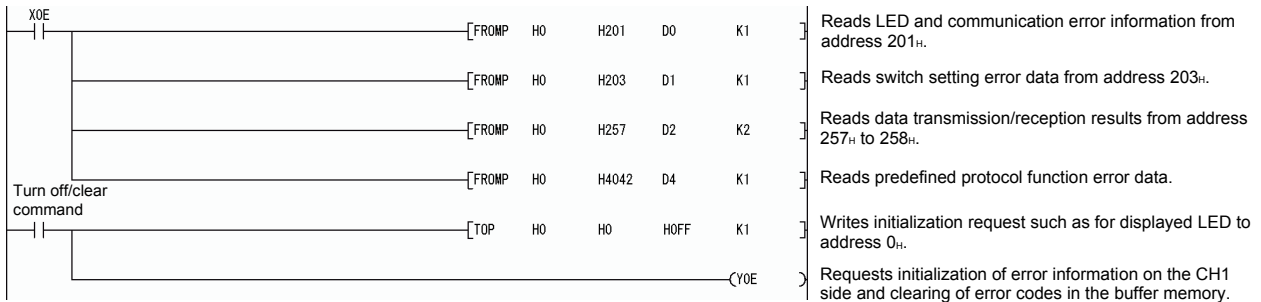 X0E
[FROMP H0 H201 D0 K1 ]
Reads LED and communication error information from
address 201H.
[FROMP H0 H203 D1 K1 ]
Reads switch setting error data from address 203H.
[FROMP H0 H257 D2 K2 ]
Reads data transmission/reception results from address
257H to 258H.
[FROMP H0 H4042 D4 K1 ]
Reads predefined protocol function error data.
Turn off/clear
command
[TOP H0 H0 H0FF K1 ]
Writes initialization request such as for displayed LED to
address 0H.
(Y0E )
Requests initialization of error information on the CH1
side and clearing of error codes in the buffer memory.